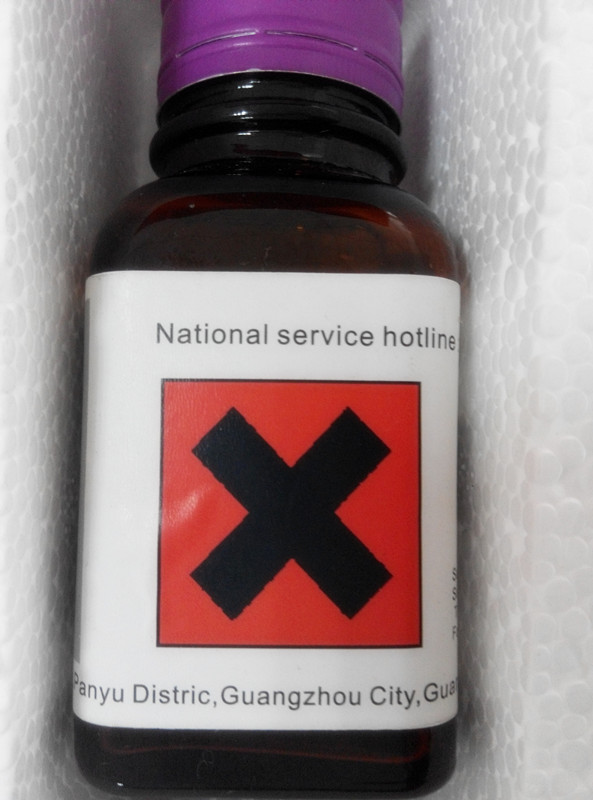 National service hotline
Panyu Distric,Guangzhou City,Gua